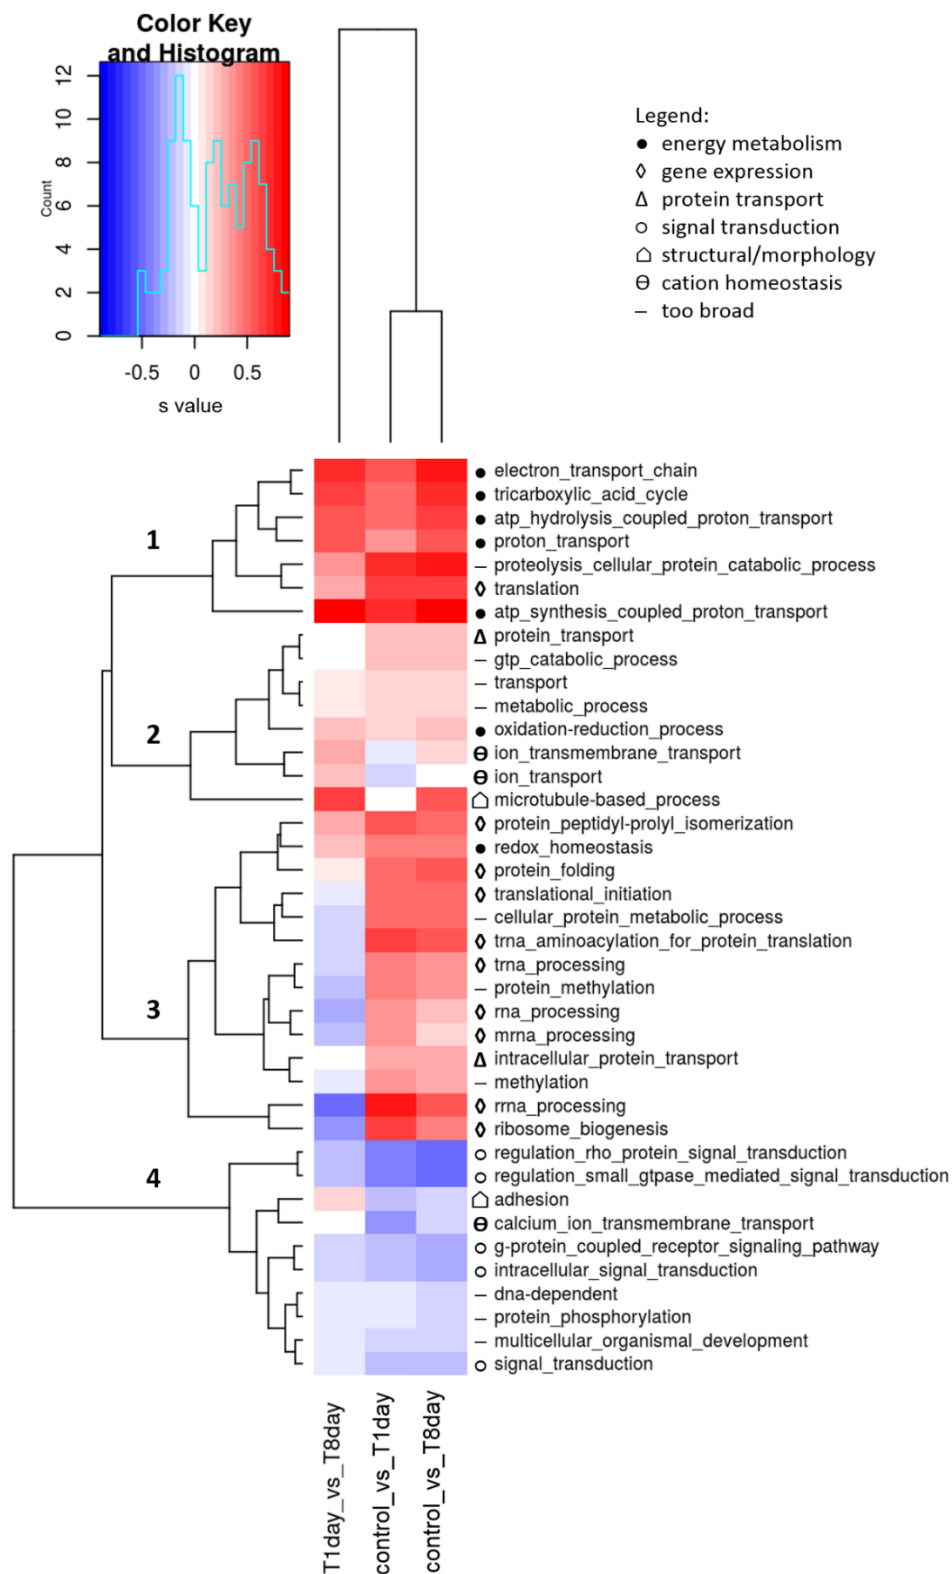 Color Key
and Histogram
Count
0
2
4
6
8
10
12
-0.5 0 0.5
s value
Legend:
● energy metabolism
◊ gene expression
Δ protein transport
○ signal transduction
⌂ structural/morphology
ϴ cation homeostasis
– too broad
1
2
3
4
● electron_transport_chain
● tricarboxylic_acid_cycle
● atp_hydrolysis_coupled_proton_transport
● proton_transport
– proteolysis_cellular_protein_catabolic_process
◊ translation
● atp_synthesis_coupled_proton_transport
Δ protein_transport
– gtp_catabolic_process
– transport
– metabolic_process
● oxidation-reduction_process
ϴ ion_transmembrane_transport
ϴ ion_transport
⌂ microtubule-based_process
◊ protein_peptidyl-prolyl_isomerization
● redox_homeostasis
◊ protein_folding
◊ translational_initiation
– cellular_protein_metabolic_process
◊ trna_aminoacylation_for_protein_translation
◊ trna_processing
– protein_methylation
◊ rna_processing
◊ mrna_processing
Δ intracellular_protein_transport
– methylation
◊ rrna_processing
◊ ribosome_biogenesis
○ regulation_rho_protein_signal_transduction
○ regulation_small_gtpase_mediated_signal_transduction
⌂ adhesion
ϴ calcium_ion_transmembrane_transport
○ g-protein_coupled_receptor_signaling_pathway
○ intracellular_signal_transduction
– dna-dependent
– protein_phosphorylation
– multicellular_organismal_development
○ signal_transduction
T1day_vs_T8day
control_vs_T1day
control_vs_T8day